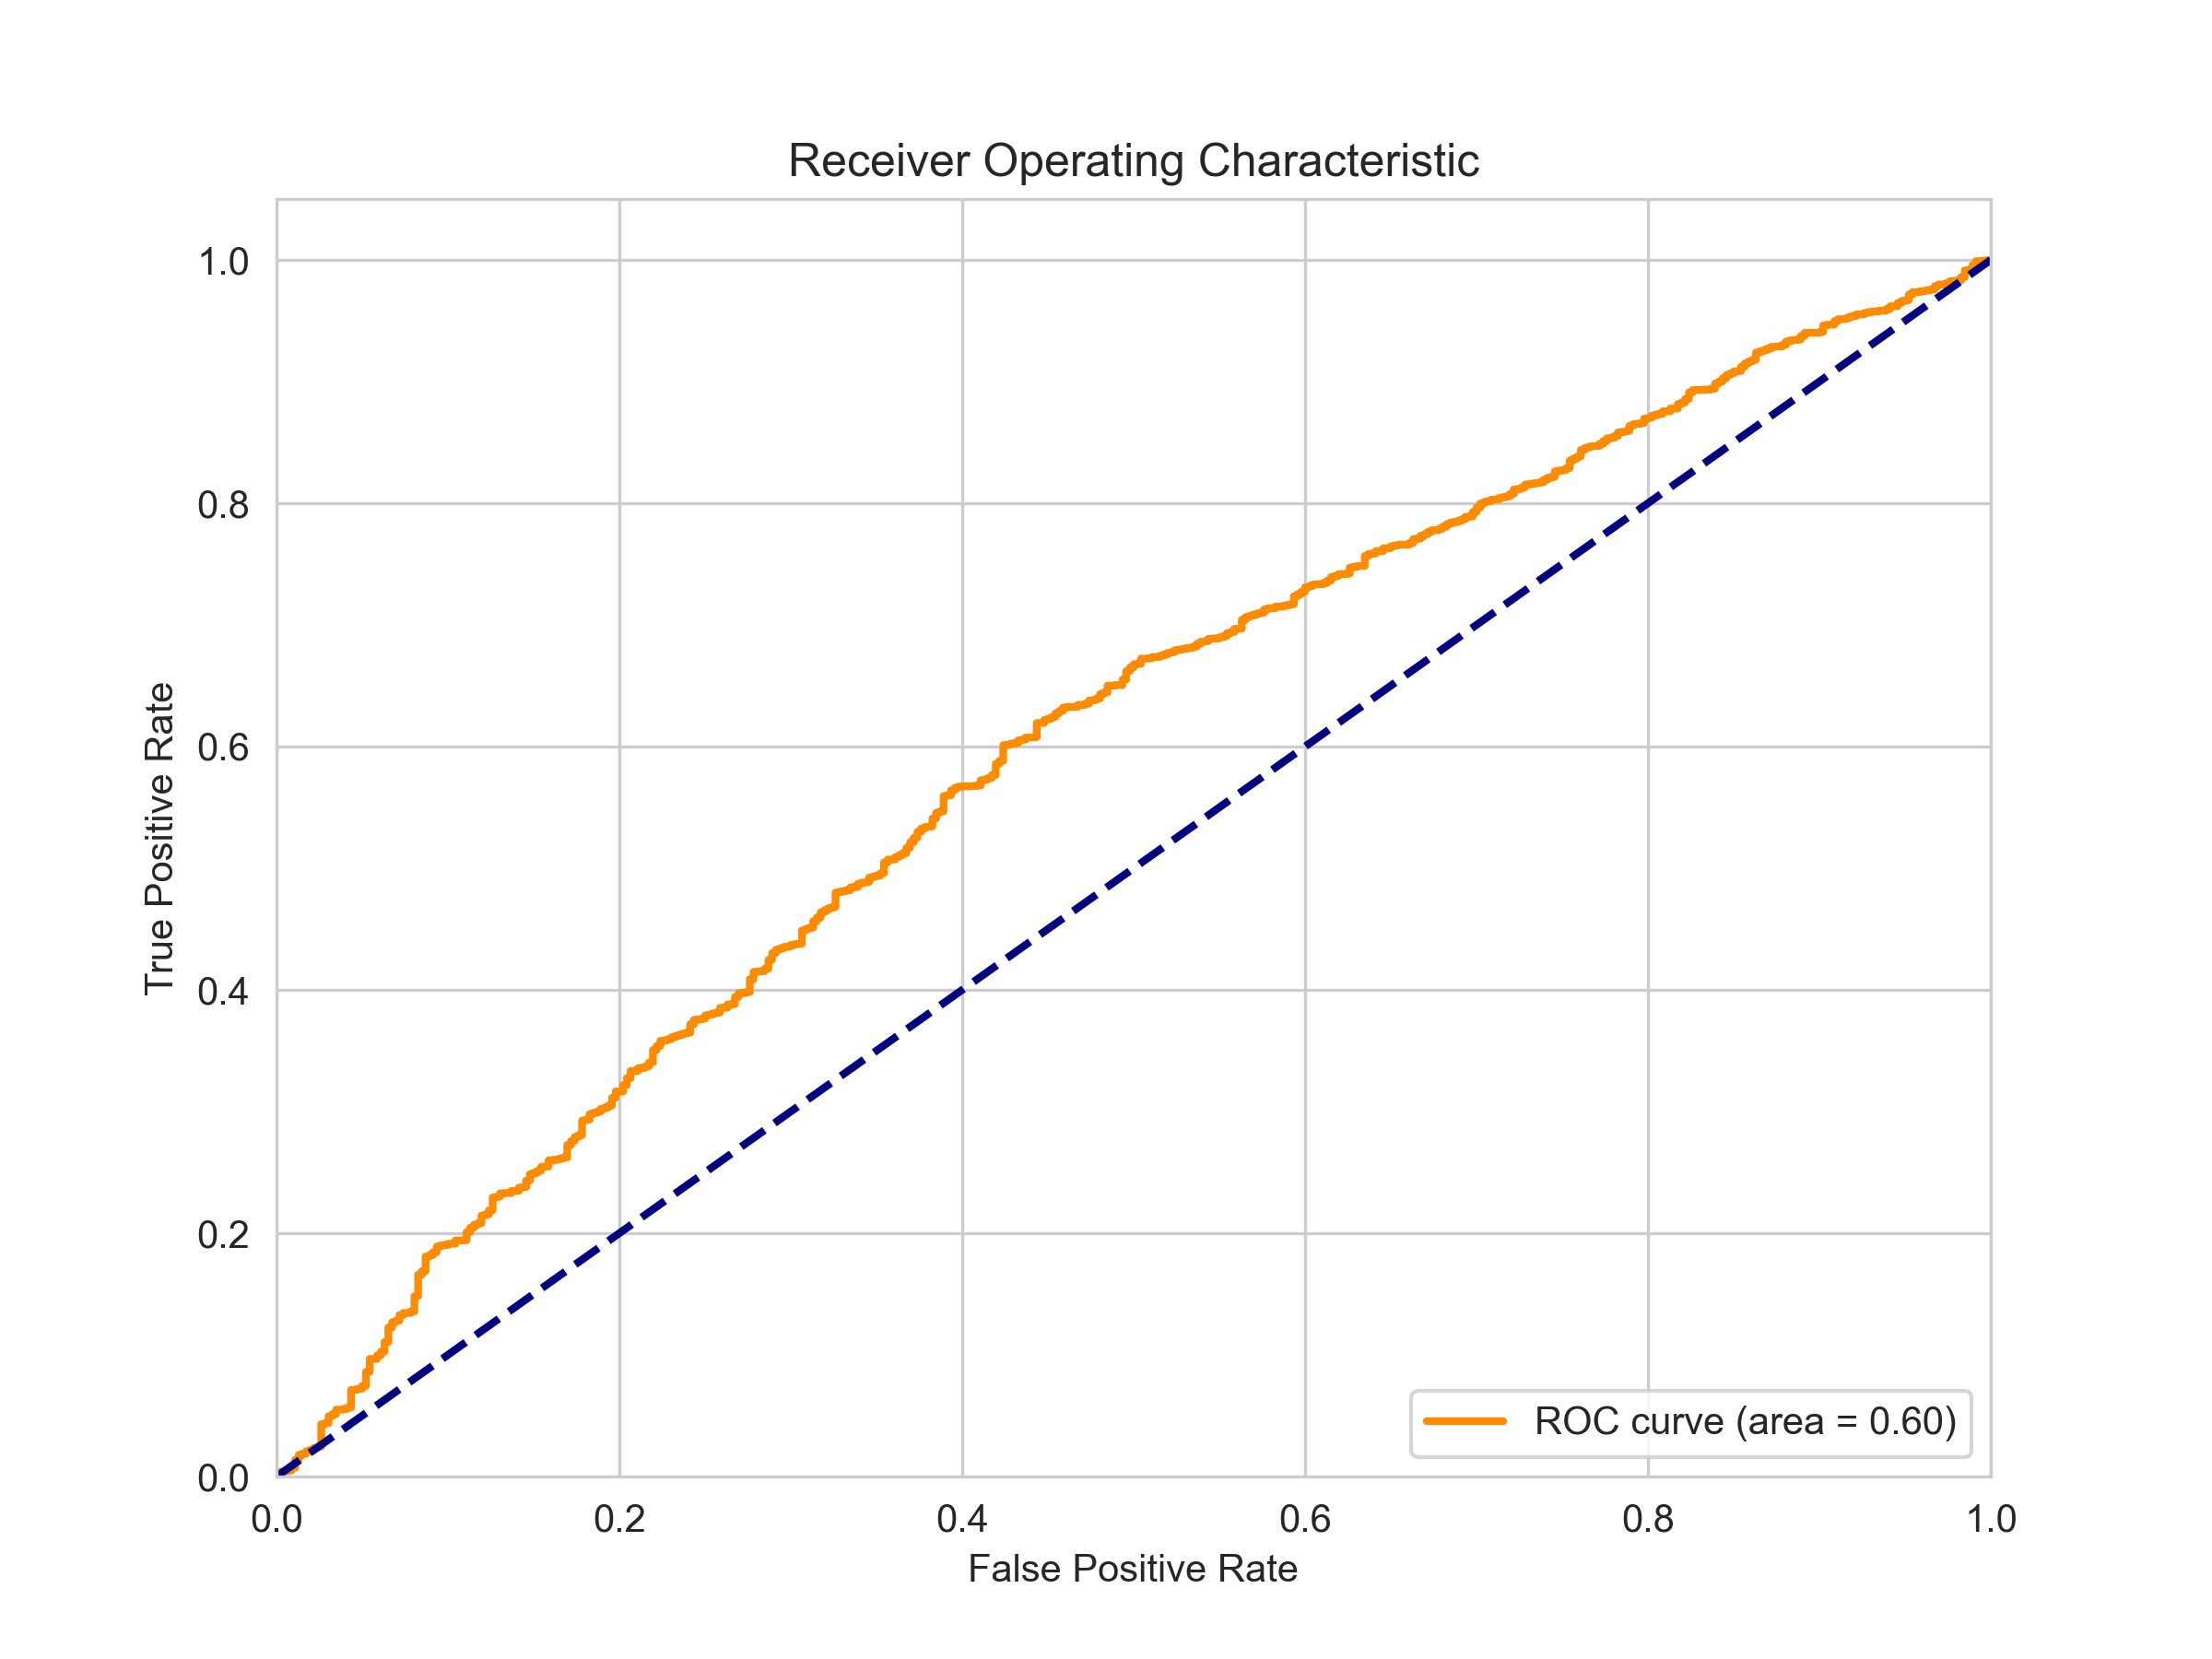 Receiver Operating Characteristic
1.0
0.8
0.6
0.4
0.2
0.0
True Positive Rate
ROC curve (area = 0.60)
0.0 0.2 0.4 0.6 0.8 1.0
False Positive Rate